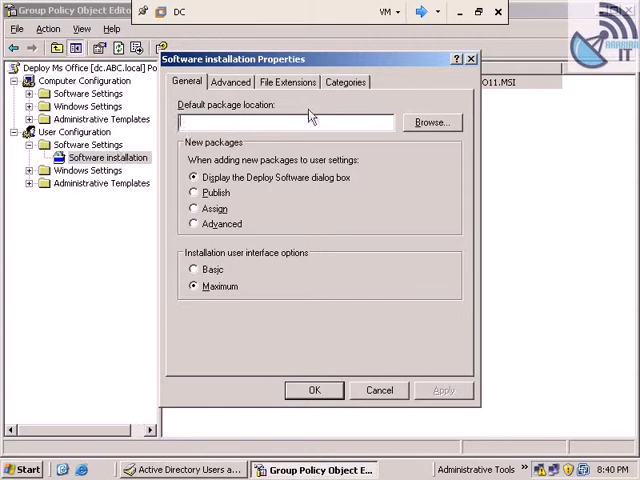 Group Policy Object Edito
DC
VM
File Action View Help
Deploy Ms Office [dc.ABC.local] Po
Computer Configuration
Software Settings
Windows Settings
Administrative Templates
User Configuration
Software Settings
Software installation
Windows Settings
Administrative Templates
O11.MSI
IT
Software installation Properties
General Advanced File Extensions Categories
Default package location:
Browse...
New packages
When adding new packages to user settings:
Display the Deploy Software dialog box
Publish
Assign
Advanced
Installation user interface options
Basic
Maximum
OK Cancel Apply
Start Active Directory Users a... Group Policy Object E... Administrative Tools » 8:40 PM